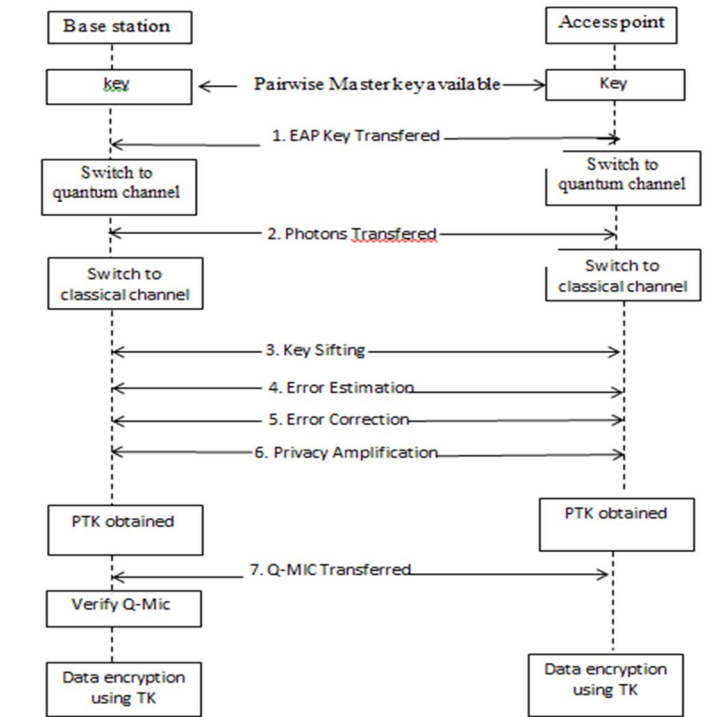 Base station
Access point
key
Pairwise Master key available
Key
1. EAP Key Transfered
Switch to
quantum channel
Switch to
quantum channel
2. Photons Transfered
Switch to
classical channel
Switch to
classical channel
3. Key Sifting
4. Error Estimation
5. Error Correction
6. Privacy Amplification
PTK obtained
PTK obtained
7. Q-MIC Transferred
Verify Q-Mic
Data encryption
using TK
Data encryption
using TK